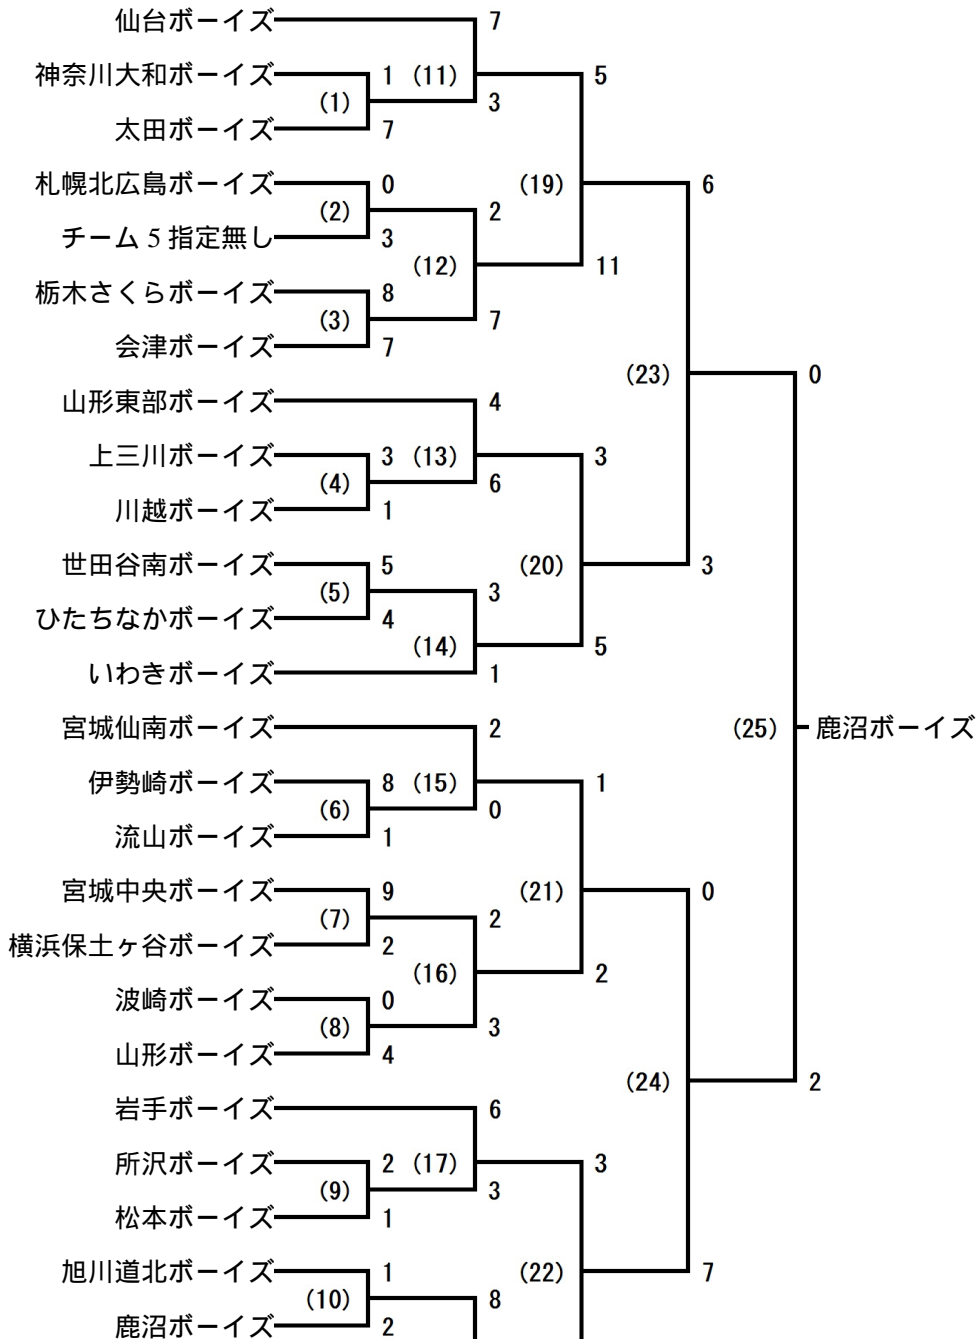 仙台ボーイズ 7
神奈川大和ボーイズ 1 (11) 5
(1) 3
太田ボーイズ 7
札幌北広島ボーイズ 0 (19) 6
(2) 2
チーム 5 指定無し 3
(12) 11
栃木さくらボーイズ 8
(3) 7
会津ボーイズ 7
(23) 0
山形東部ボーイズ 4
上三川ボーイズ 3 (13) 3
(4) 6
川越ボーイズ 1
世田谷南ボーイズ 5 (20) 3
(5) 3
ひたちなかボーイズ 4
(14) 5
いわきボーイズ 1
宮城仙南ボーイズ 2 (25) 鹿沼ボーイズ
伊勢崎ボーイズ 8 (15) 1
(6) 0
流山ボーイズ 1
宮城中央ボーイズ 9 (21) 0
(7) 2
横浜保土ヶ谷ボーイズ 2
(16) 2
波崎ボーイズ 0
(8) 3
山形ボーイズ 4
(24) 2
岩手ボーイズ 6
所沢ボーイズ 2 (17) 3
(9) 3
松本ボーイズ 1
旭川道北ボーイズ 1 (22) 7
(10) 8
鹿沼ボーイズ 2